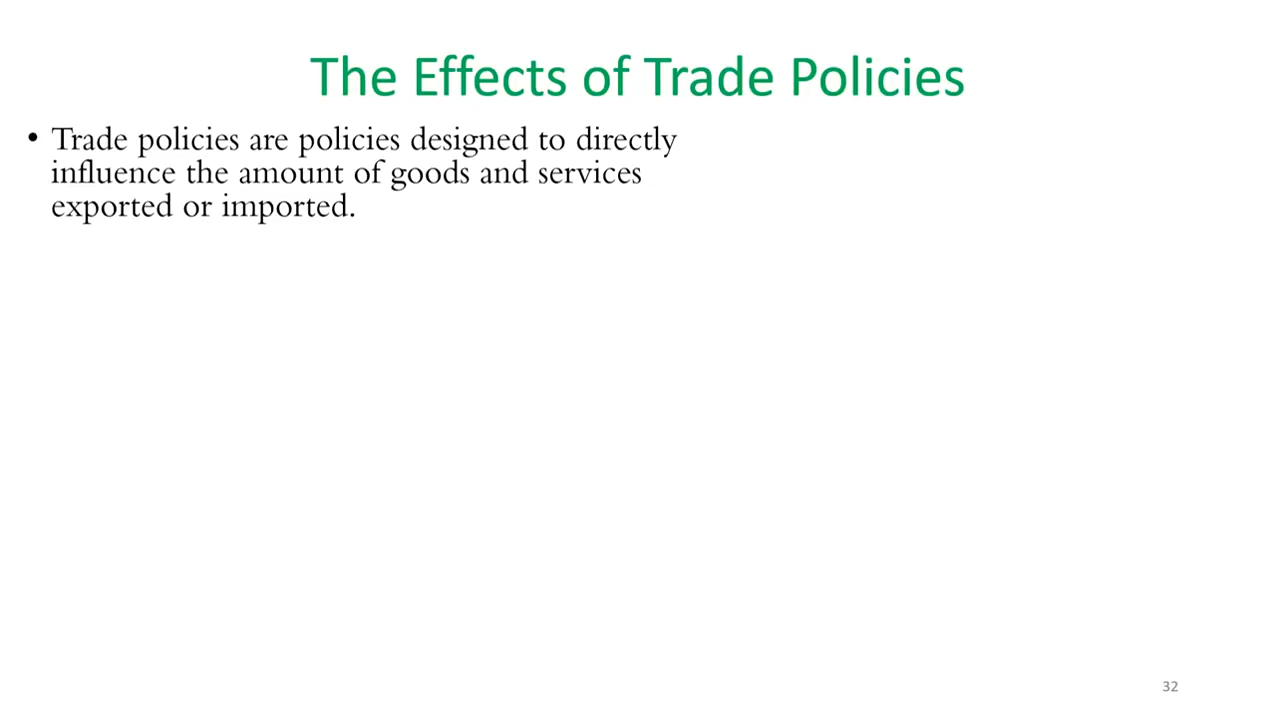 The Effects of Trade Policies
• Trade policies are policies designed to directly
influence the amount of goods and services
exported or imported.
32